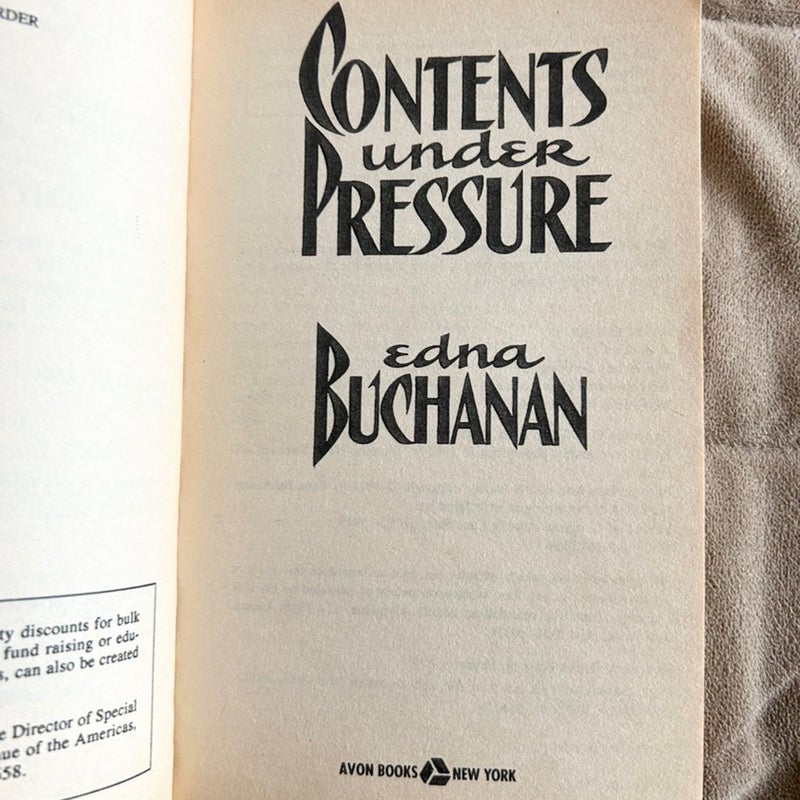 RDER
ty discounts for bulk
fund raising or edu-
s, can also be created
e Director of Special
ue of the Americas,
58.
CONTENTS
under
PRESSURE
edna
BUCHANAN
AVON BOOKS NEW YORK